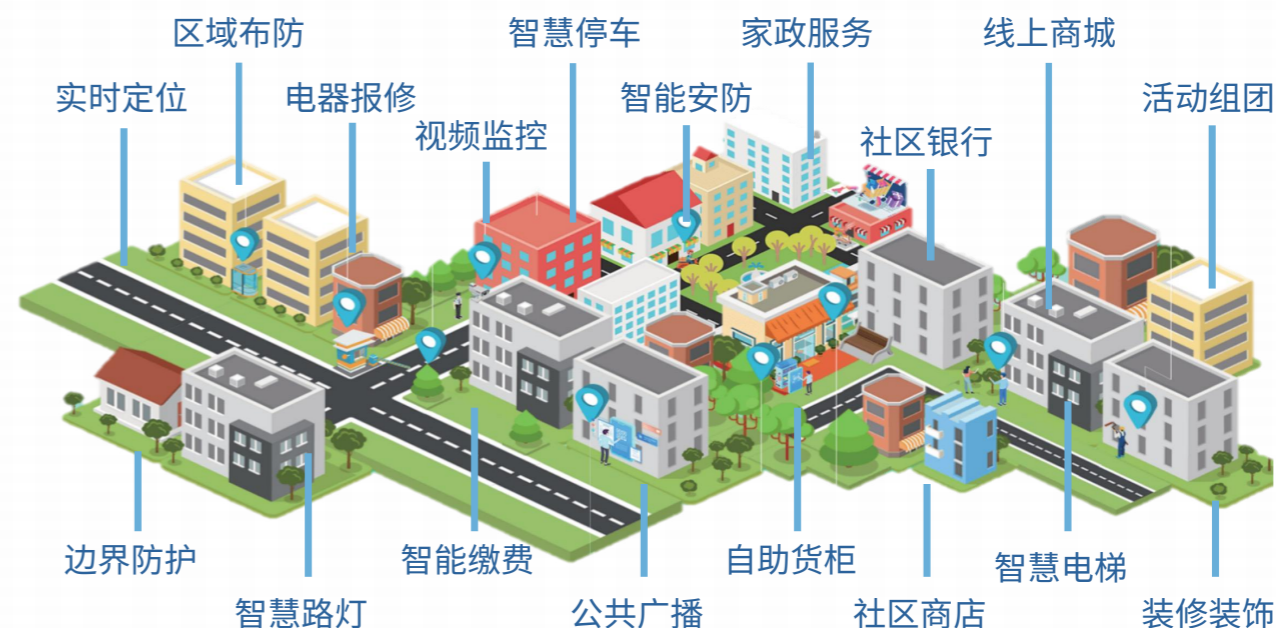 区域布防
智慧停车
家政服务
线上商城
实时定位
电器报修
智能安防
活动组团
视频监控
社区银行
边界防护
智能缴费
自助货柜
智慧电梯
智慧路灯
公共广播
社区商店
装修装饰